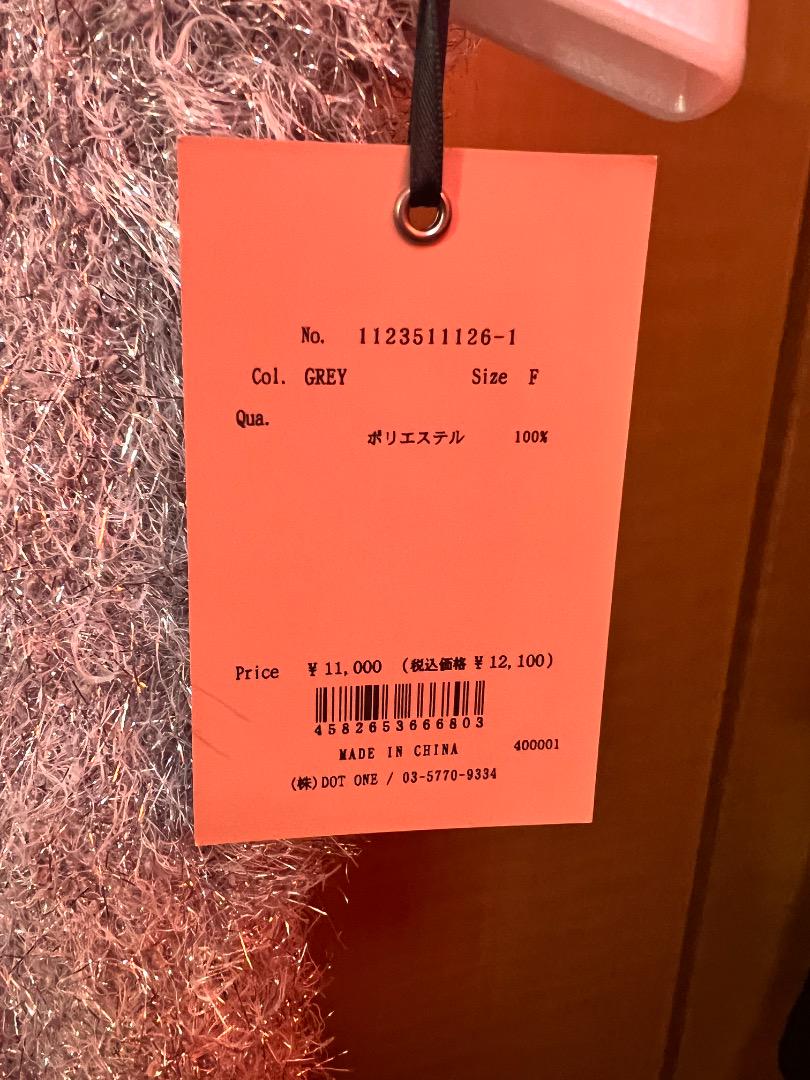 No. 1123511126-1
Col. GREY Size F
Qua.
ポリエステル 100%
Price ¥11,000 (税込価格 ¥12,100)
4582653666803
MADE IN CHINA 400001
(株)DOT ONE / 03-5770-9334